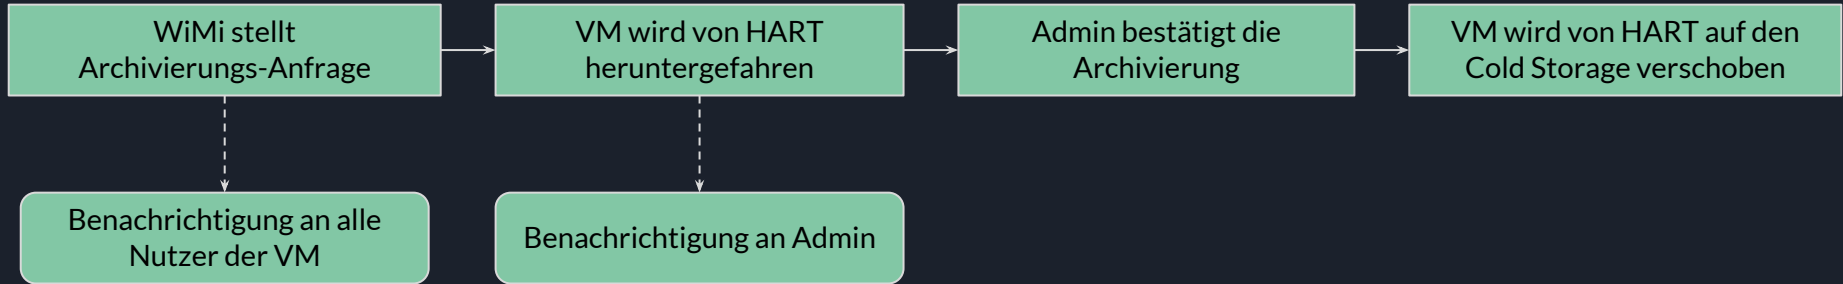 WiMi stellt
Archivierungs-Anfrage
VM wird von HART
heruntergefahren
Admin bestätigt die
Archivierung
VM wird von HART auf den
Cold Storage verschoben
Benachrichtigung an alle
Nutzer der VM
Benachrichtigung an Admin